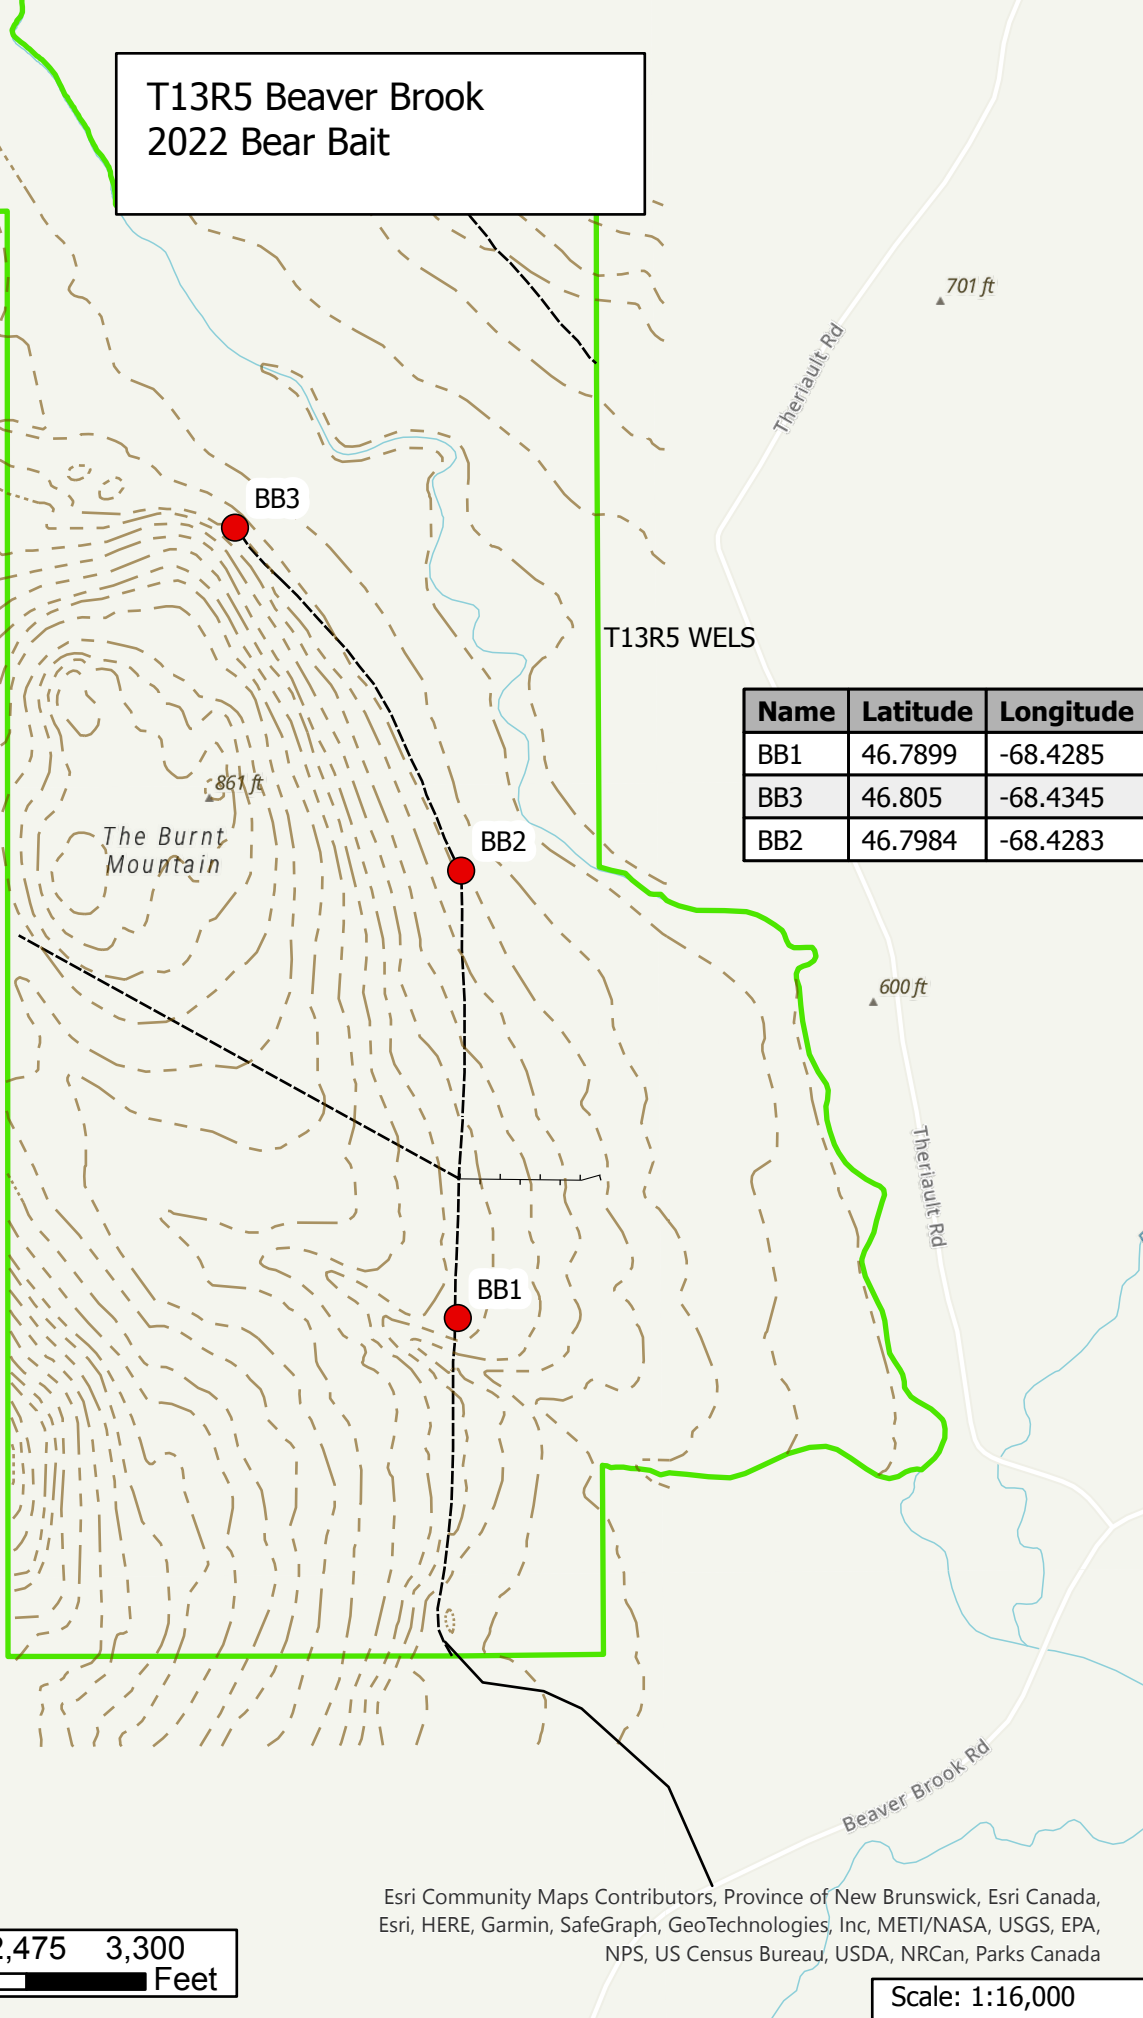 T13R5 Beaver Brook
2022 Bear Bait
701 ft
Theriault Rd
BB3
T13R5 WELS
Name Latitude Longitude
BB1 46.7899 -68.4285
BB3 46.805 -68.4345
BB2 46.7984 -68.4283
861 ft
The Burnt
Mountain
BB2
600 ft
Theriault Rd
BB1
Beaver Brook Rd
Esri Community Maps Contributors, Province of New Brunswick, Esri Canada,
Esri, HERE, Garmin, SafeGraph, GeoTechnologies, Inc, METI/NASA, USGS, EPA,
NPS, US Census Bureau, USDA, NRCan, Parks Canada
2,475 3,300
Feet
Scale: 1:16,000